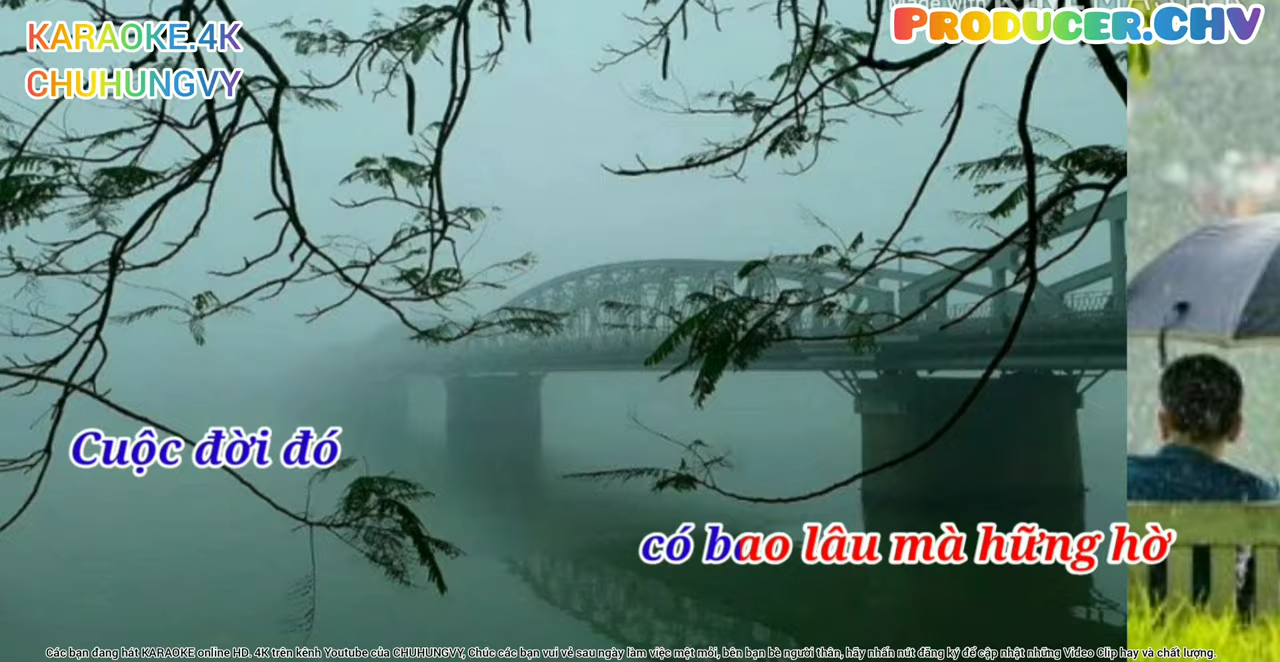 KARAOKE.4K
CHUHUNGVY
PRODUCER.CHV
Cuộc đời đó
có bao lâu mà hững hờ
Các bạn đang hát KARAOKE online HD. 4K trên kênh Youtube của CHUHUNGVY, Chúc các bạn vui vẻ sau ngày làm việc mệt mỏi, bên bạn bè người thân, hãy nhấn nút đăng ký để cập nhật những Video Clip hay và chất lượng.